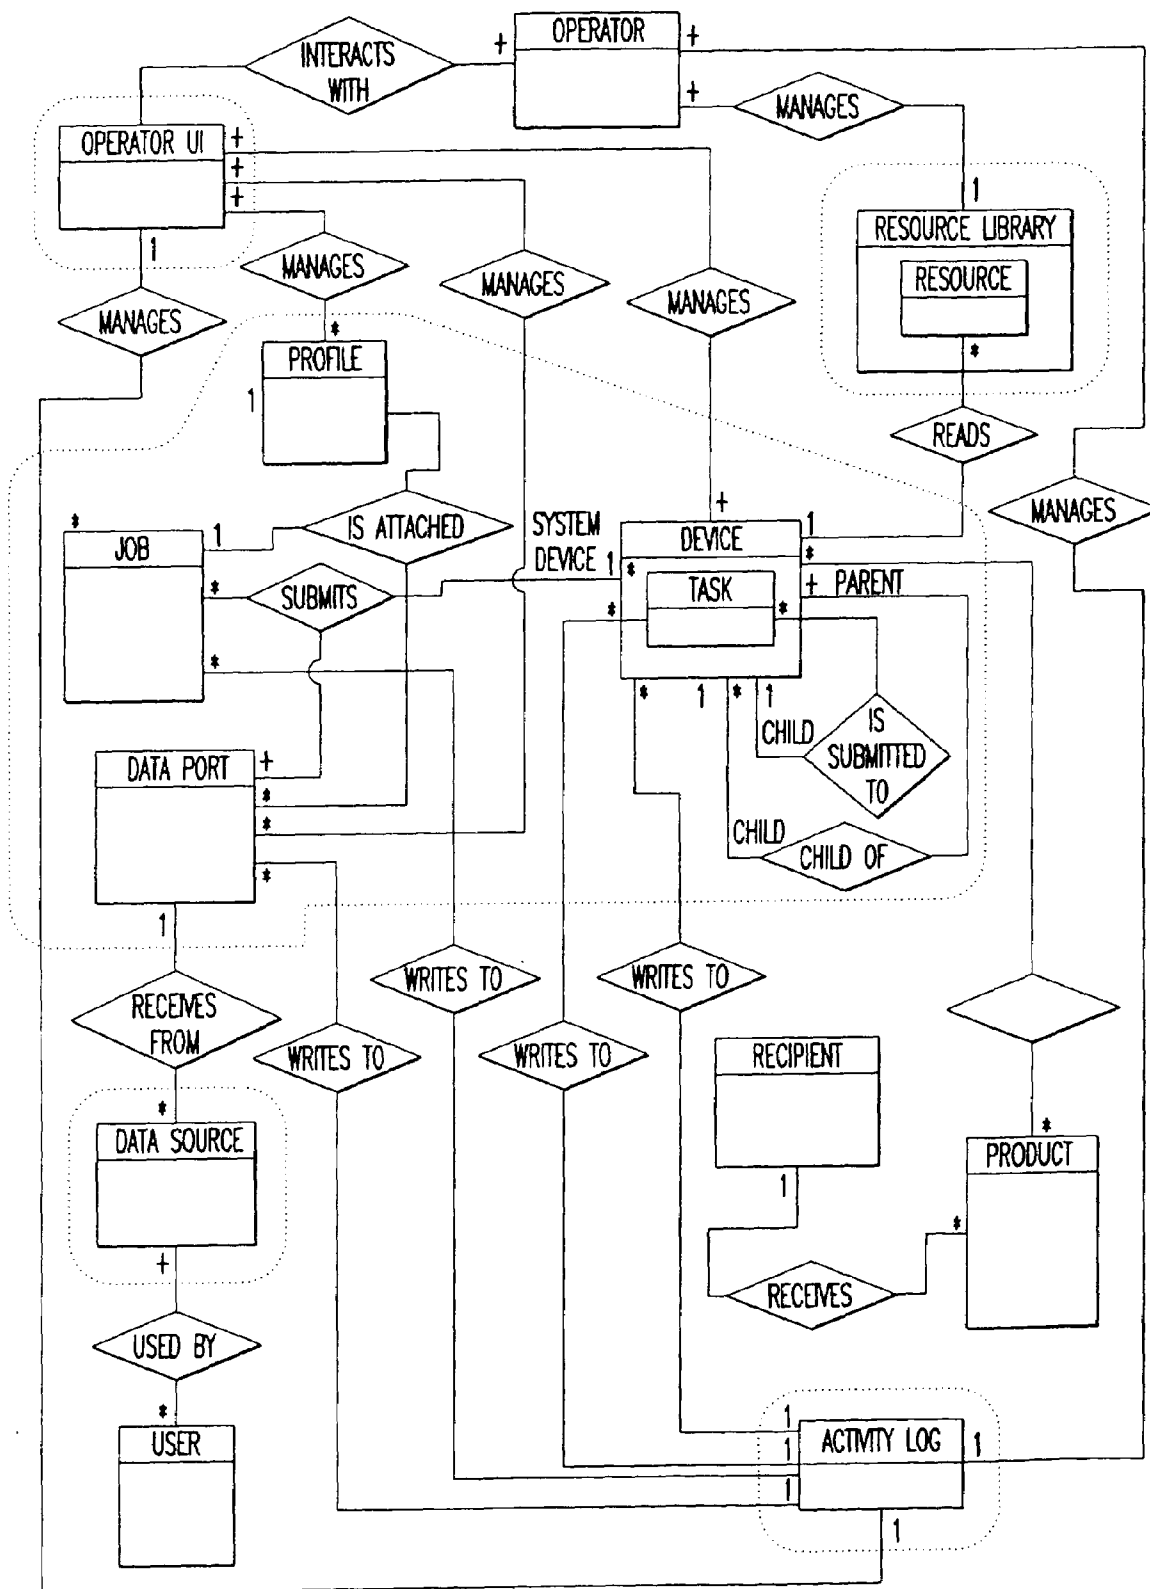 OPERATOR
+
+
INTERACTS
WITH
+
MANAGES
OPERATOR UI
+
+
+
1
1
RESOURCE LIBRARY
RESOURCE
*
MANAGES
MANAGES
MANAGES
MANAGES
*
PROFILE
1
READS
+
IS ATTACHED
SYSTEM
DEVICE
1
*
JOB
1
*
*
SUBMITS
DEVICE
*
TASK
*
*
1
*
+ PARENT
MANAGES
*
1
*
1
CHILD
IS
SUBMITTED
TO
DATA PORT
+
*
*
*
1
CHILD
CHILD OF
WRITES TO
WRITES TO
RECEIVES
FROM
WRITES TO
WRITES TO
RECIPIENT
1
*
DATA SOURCE
+
*
PRODUCT
*
RECEIVES
USED BY
*
USER
1
1
1
ACTIVITY LOG
1
1